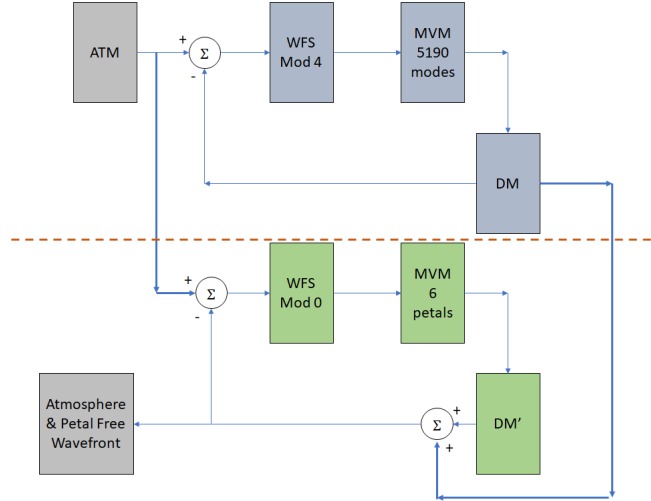 ATM
+
Σ
-
WFS
Mod 4
MVM
5190
modes
DM
+
Σ
-
WFS
Mod 0
MVM
6
petals
Atmosphere
& Petal Free
Wavefront
Σ
+
+
DM’